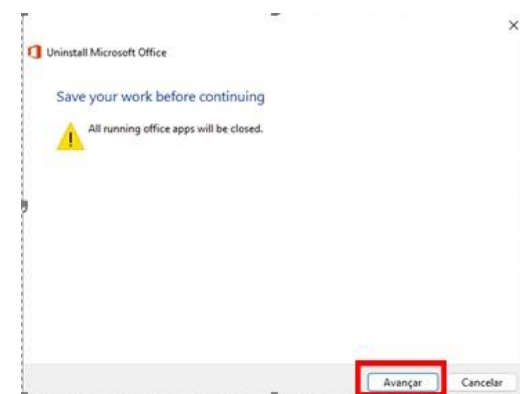 Uninstall Microsoft Office
Save your work before continuing
All running office apps will be closed.
Avançar Cancelar